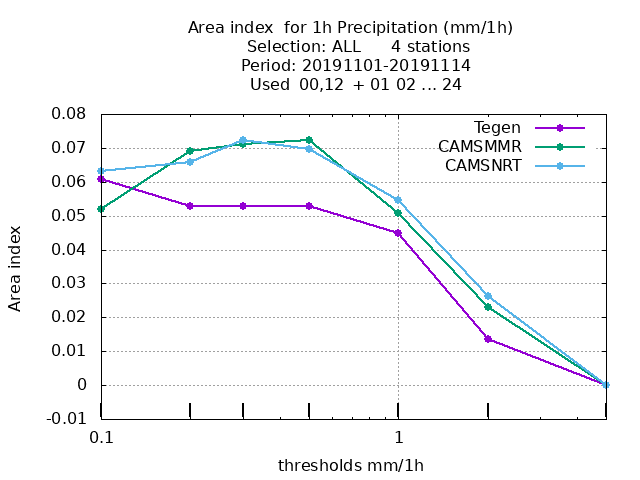 Area index  for 1h Precipitation (mm/1h)
Selection: ALL      4 stations
Period: 20191101-20191114
Used  00,12  + 01 02 ... 24
Tegen
CAMSMMR
CAMSNRT
0.08
0.07
0.06
0.05
0.04
0.03
0.02
0.01
0
-0.01
Area index
0.1
1
thresholds mm/1h